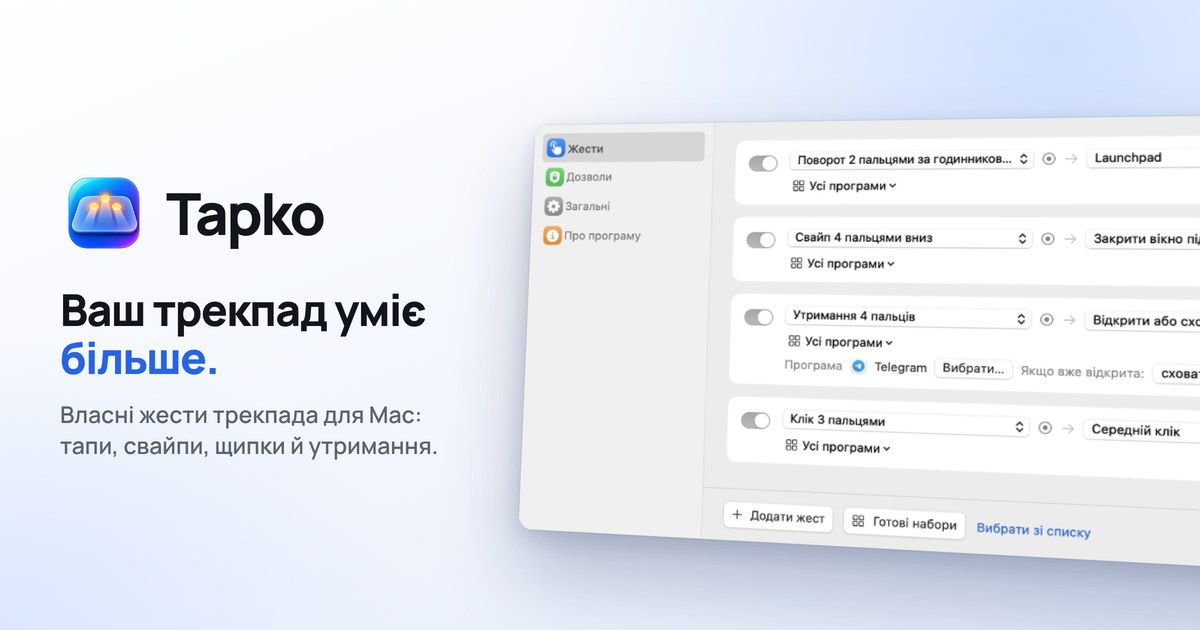 Tapko
Ваш трекпад уміє
більше.
Власні жести трекпада для Mac:
тапи, свайпи, щипки й утримання.
Жести
Дозволи
Загальні
Про програму
Поворот 2 пальцями за годинников...
Launchpad
Усі програми
Свайп 4 пальцями вниз
Закрити вікно
Усі програми
Утримання 4 пальців
Відкрити або
Усі програми
Програма Telegram Вибрати... Якщо вже відкрита:
Клік 3 пальцями
Середній клік
Усі програми
+ Додати жест
Готові набори
Вибрати зі списку